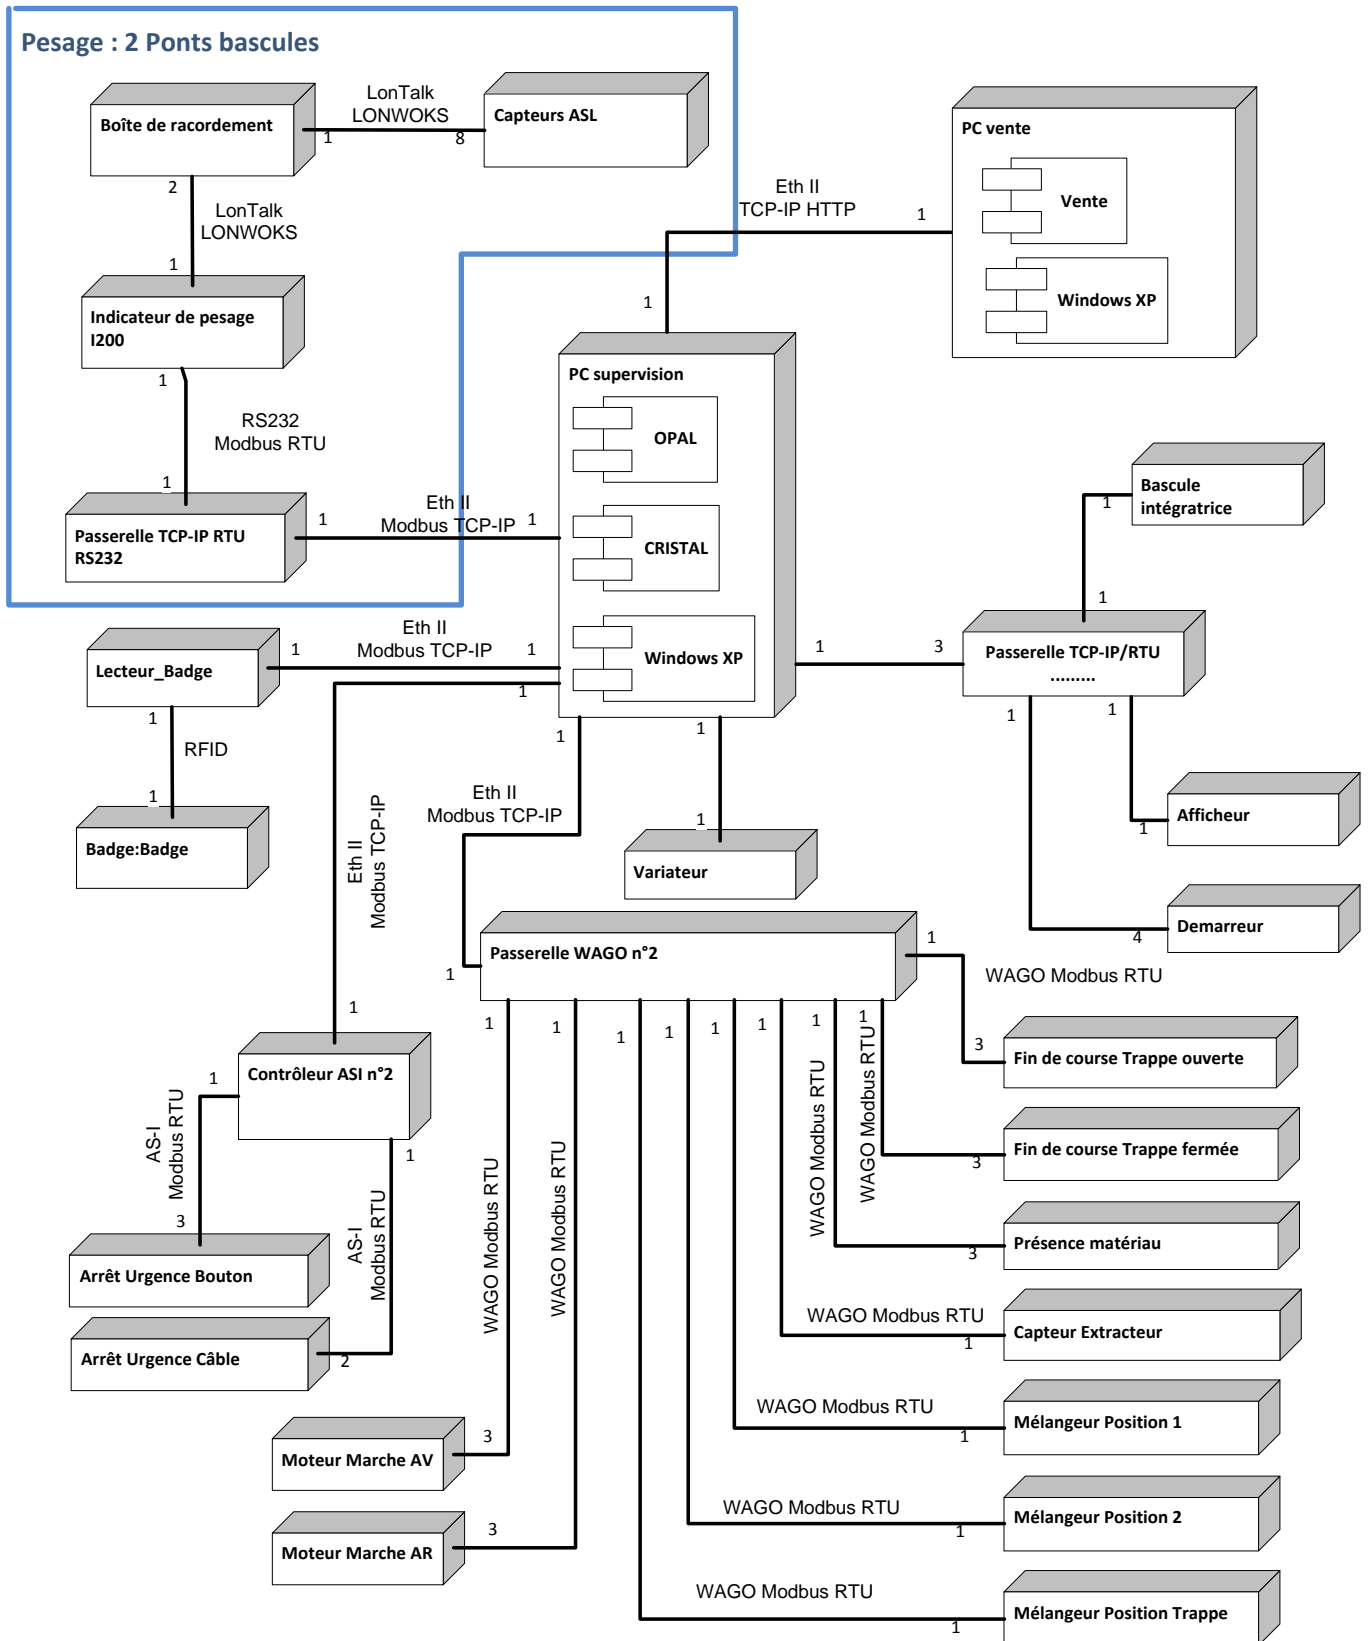 Pesage : 2 Ponts bascules
LonTalk
LONWOKS
Boîte de racordement
1
8
Capteurs ASL
2
LonTalk
LONWOKS
1
Indicateur de pesage
I200
1
RS232
Modbus RTU
1
Passerelle TCP-IP RTU
RS232
1
Eth II
Modbus TCP-IP
1
PC vente
Vente
Windows XP
Eth II
TCP-IP HTTP
1
1
PC supervision
OPAL
CRISTAL
Windows XP
Bascule
intégratrice
1
1
Passerelle TCP-IP/RTU
.........
1
3
1
1
Afficheur
1
Demarreur
4
Eth II
Modbus TCP-IP
1
1
Lecteur_Badge
1
RFID
1
Badge:Badge
1
Eth II
Modbus TCP-IP
1
1
Eth II
Modbus TCP-IP
1
1
1
Variateur
Passerelle WAGO n°2
1
WAGO Modbus RTU
3
Fin de course Trappe ouverte
Contrôleur ASI n°2
1
AS-I
Modbus RTU
3
Arrêt Urgence Bouton
1
AS-I
Modbus RTU
2
Arrêt Urgence Câble
1
1
1
1
1
1
1
1
WAGO Modbus RTU
WAGO Modbus RTU
WAGO Modbus RTU
WAGO Modbus RTU
3
Fin de course Trappe fermée
3
Présence matériau
WAGO Modbus RTU
1
Capteur Extracteur
WAGO Modbus RTU
1
Mélangeur Position 1
3
Moteur Marche AV
WAGO Modbus RTU
1
Mélangeur Position 2
3
Moteur Marche AR
WAGO Modbus RTU
1
Mélangeur Position Trappe